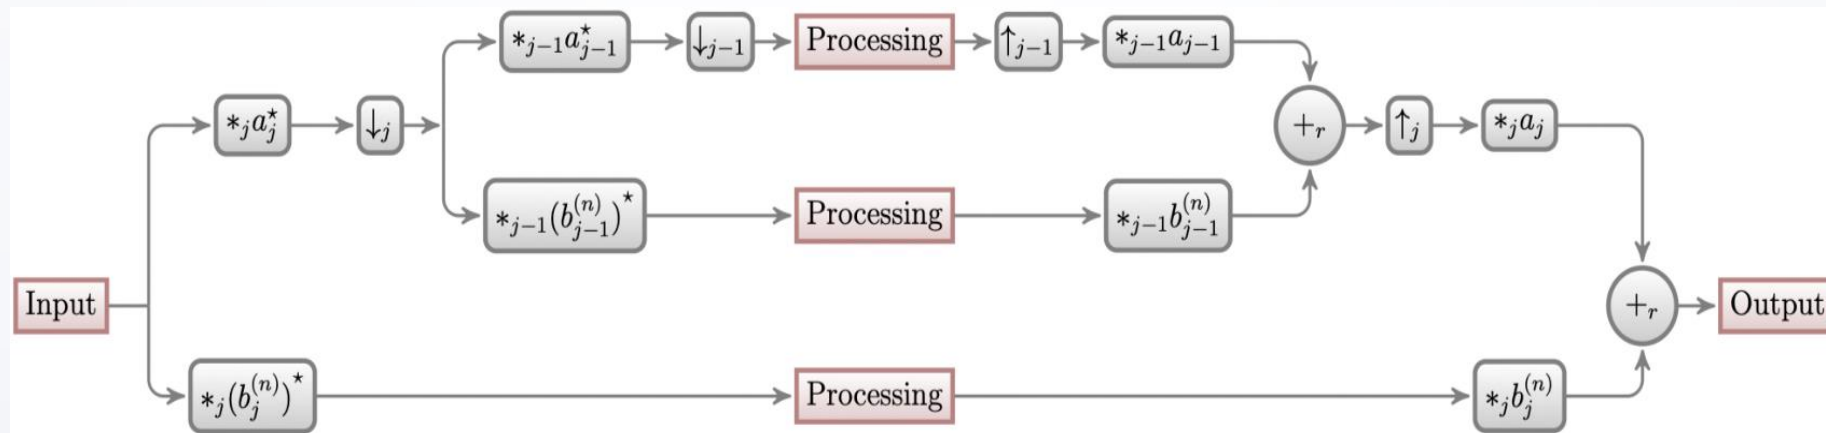 *_{j-1}a^⋆_{j-1} ↓_{j-1} Processing ↑_{j-1} *_{j-1}a_{j-1}
*_j a^⋆_j ↓_j +_r ↑_j *_j a_j
*_{j-1}(b^{(n)}_{j-1})^⋆ Processing *_{j-1}b^{(n)}_{j-1}
Input +_r Output
*_j(b^{(n)}_j)^⋆ Processing *_j b^{(n)}_j